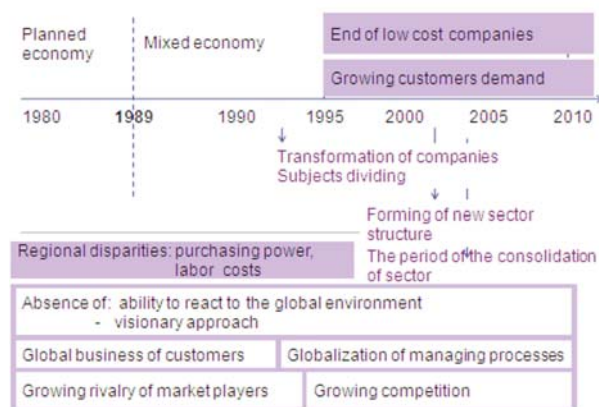 Planned
economy
Mixed economy
End of low cost companies
Growing customers demand
1980 1989 1990 1995 2000 2005 2010
Transformation of companies
Subjects dividing
Forming of new sector
structure
The period of the consolidation
of sector
Regional disparities: purchasing power,
labor costs
Absence of: ability to react to the global environment
- visionary approach
Global business of customers
Globalization of managing processes
Growing rivalry of market players
Growing competition